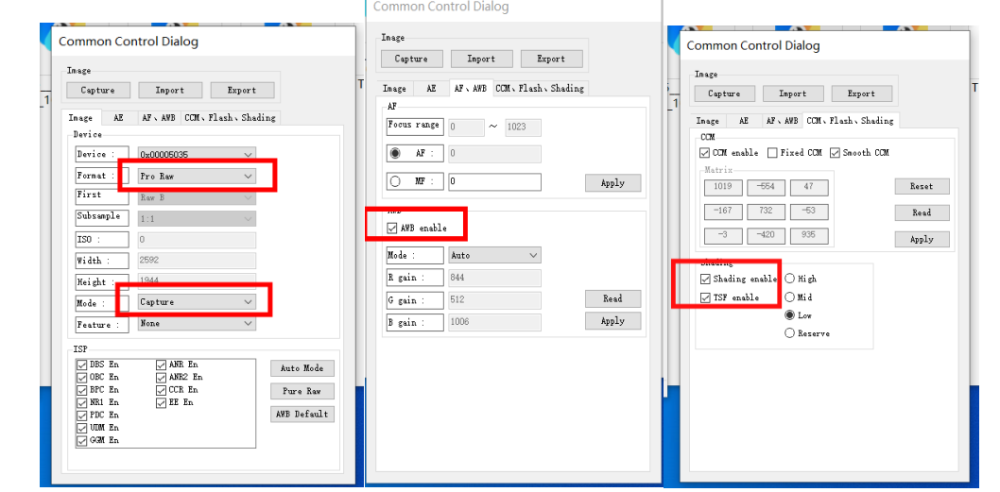 Common Control Dialog
Image
Capture Import Export
Image AE AF、AWB CCM、Flash、Shading
Device
Device : 0x00005035
Format : Pro Raw
First Raw B
Subsample 1:1
ISO : 0
Width : 2592
Height : 1944
Mode : Capture
Feature : None
ISP
DBS En ANR En
OBC En ANR2 En
BPC En CCR En
NR1 En EE En
PDC En
UDM En
GGM En
Auto Mode
Pure Raw
AWB Default
Common Control Dialog
Image
Capture Import Export
Image AE AF、AWB CCM、Flash、Shading
AF
Focus range 0 ~ 1023
AF : 0
MF : 0 Apply
AWB enable
Mode : Auto
R gain : 844
G gain : 512 Read
B gain : 1006 Apply
Common Control Dialog
Image
Capture Import Export
Image AE AF、AWB CCM、Flash、Shading
CCM
CCM enable Fixed CCM Smooth CCM
Matrix
1019 -554 47 Reset
-167 732 -53 Read
-3 -420 935 Apply
Shading
Shading enable High
TSF enable Mid
Low
Reserve